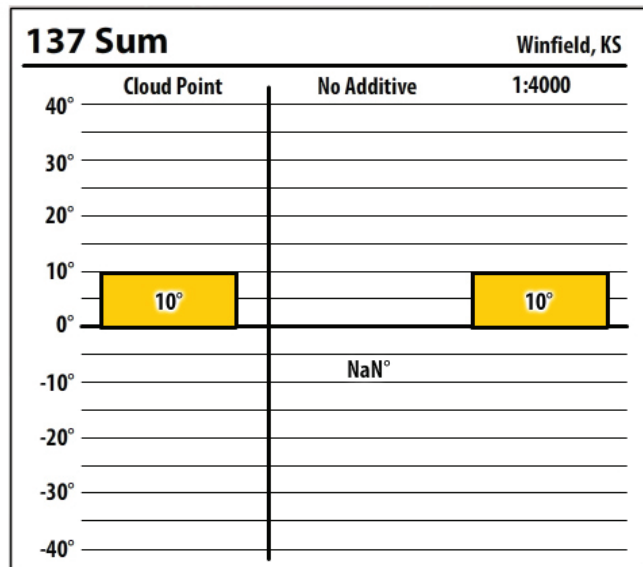 137 Sum
Winfield, KS
Cloud Point
No Additive
1:4000
40°
30°
20°
10°
10°
10°
0°
NaN°
-10°
-20°
-30°
-40°